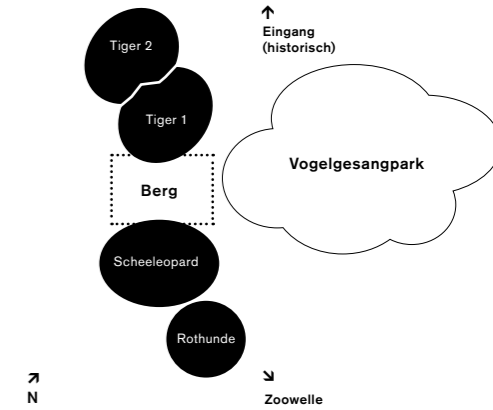 ↑
Eingang
(historisch)
Tiger 2
Tiger 1
Vogelgesangpark
Berg
Scheeleopard
Rothunde
↗
N
↘
Zoowelle